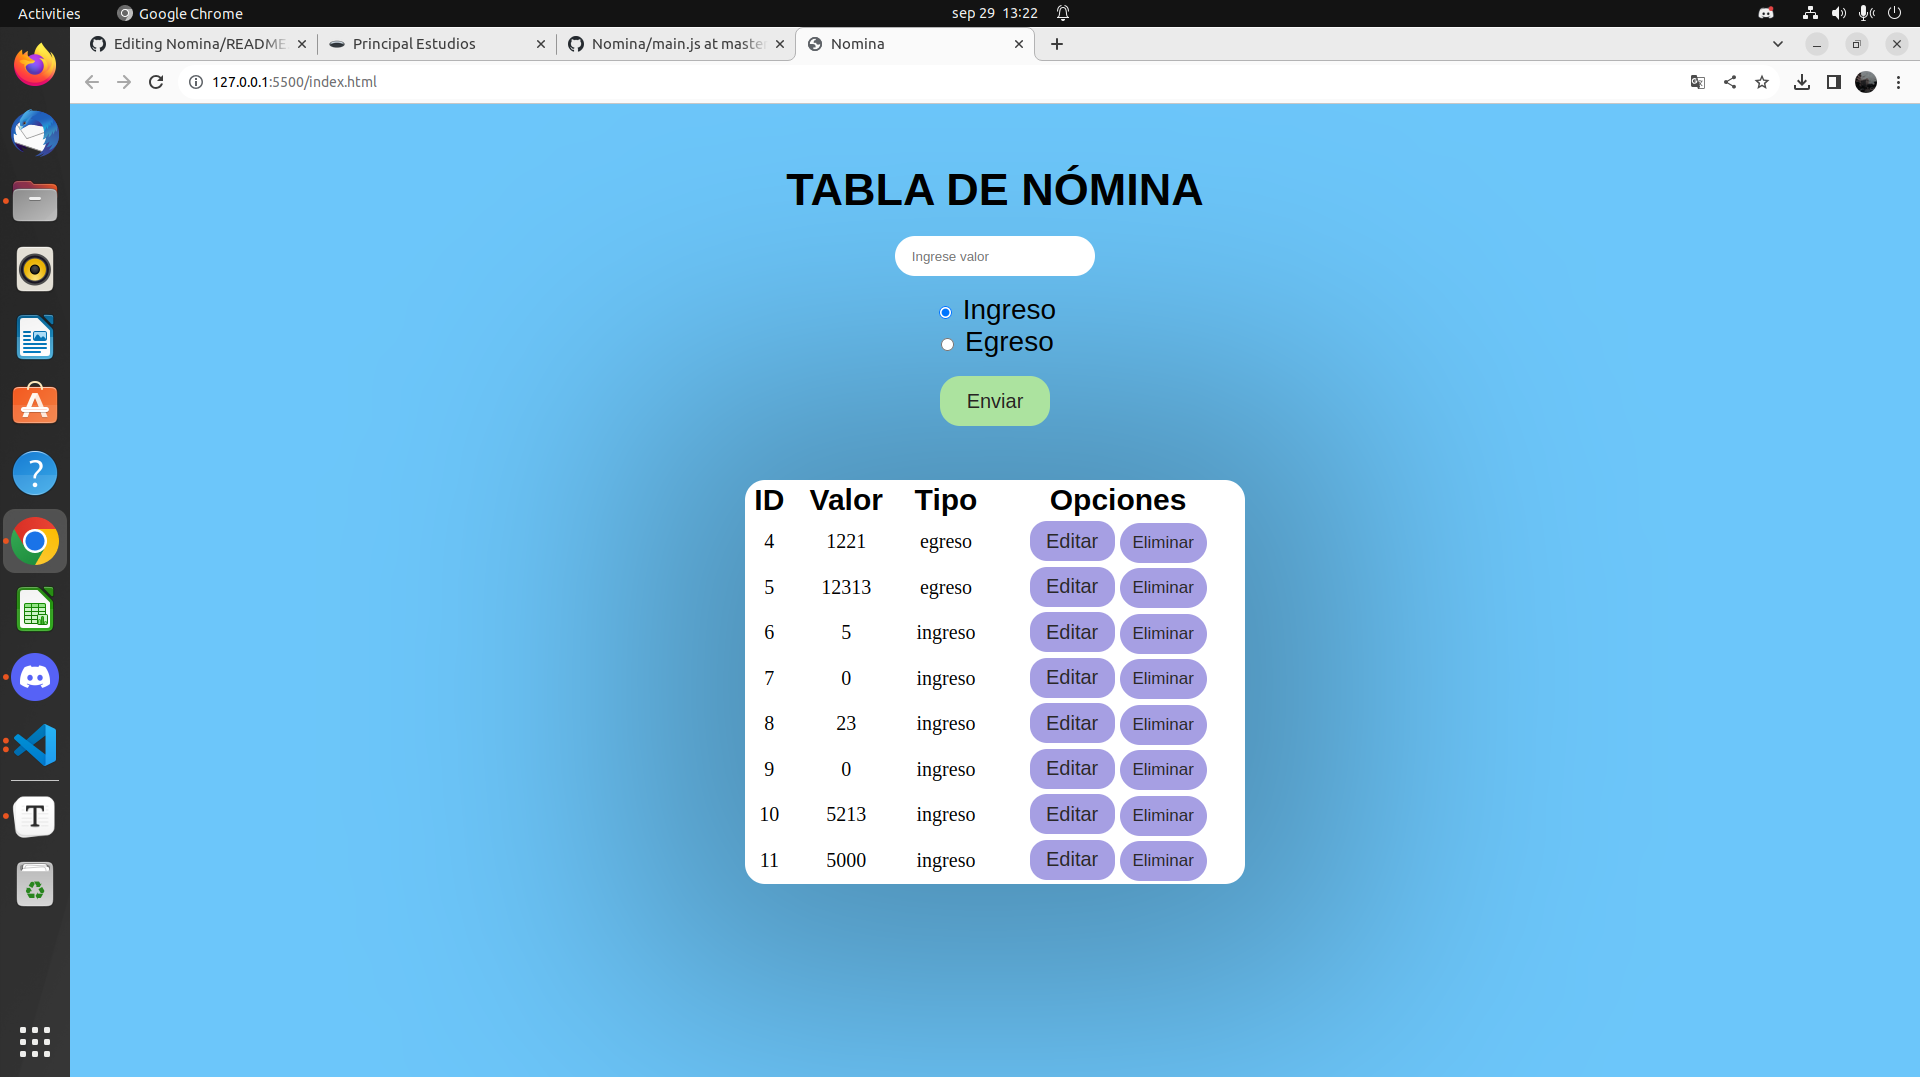 Activities Google Chrome sep 29 13:22
Editing Nomina/README Principal Estudios Nomina/main.js at maste Nomina
127.0.0.1:5500/index.html
TABLA DE NÓMINA
Ingrese valor
Ingreso
Egreso
Enviar
ID Valor Tipo Opciones
4 1221 egreso Editar Eliminar
5 12313 egreso Editar Eliminar
6 5 ingreso Editar Eliminar
7 0 ingreso Editar Eliminar
8 23 ingreso Editar Eliminar
9 0 ingreso Editar Eliminar
10 5213 ingreso Editar Eliminar
11 5000 ingreso Editar Eliminar